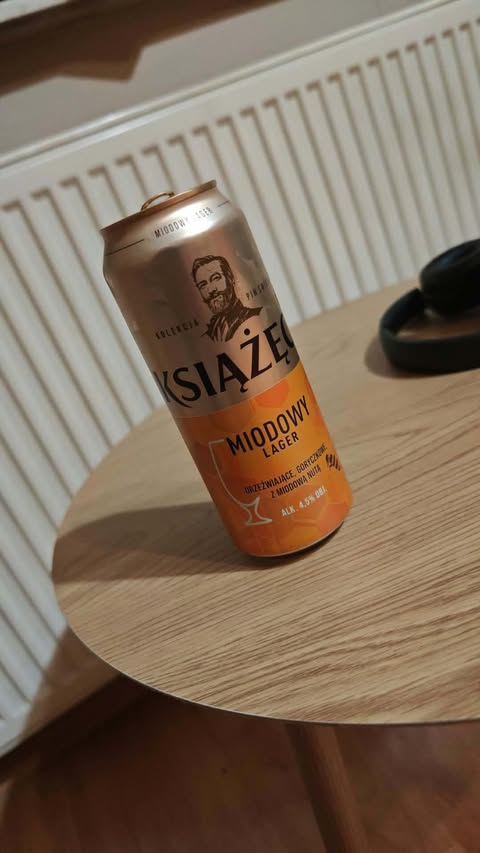 MIODOWY LAGER
KOLEKCJA
KSIĄŻĘC
MIODOWY
LAGER
ORZEŹWIAJĄCE, GORYCZKOWE
Z MIODOWĄ NUTĄ
ALK. 4,5% OBJ.